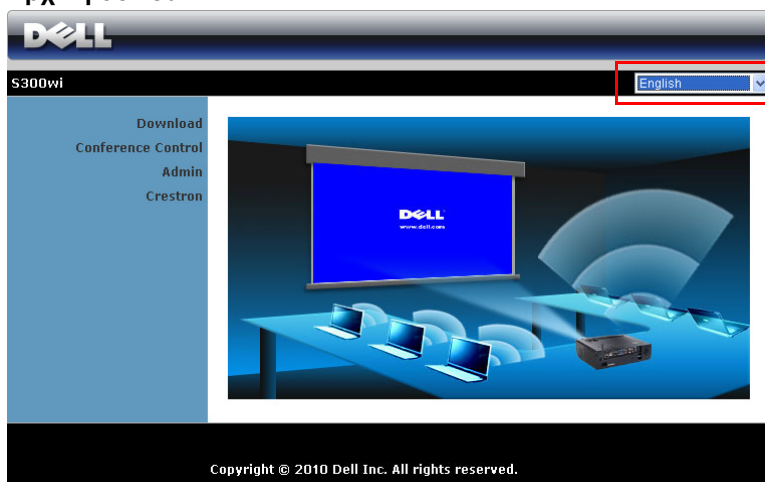 DELL
S300wi
English
Download
Conference Control
Admin
Crestron
DELL
www.dell.com
Copyright © 2010 Dell Inc. All rights reserved.